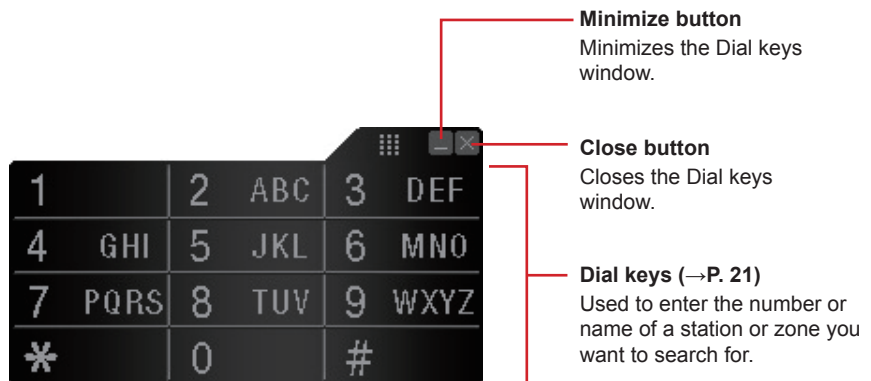 Minimize button
Minimizes the Dial keys
window.
Close button
Closes the Dial keys
window.
1 2 ABC 3 DEF
4 GHI 5 JKL 6 MNO
7 PQRS 8 TUV 9 WXYZ
* 0 #
Dial keys (→P. 21)
Used to enter the number or
name of a station or zone you
want to search for.